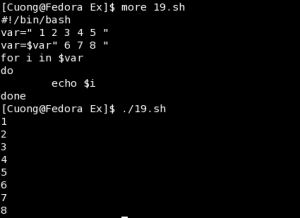 [Cuong@Fedora Ex]$ more 19.sh
#!/bin/bash
var=" 1 2 3 4 5 "
var=$var" 6 7 8 "
for i in $var
do
        echo $i
done
[Cuong@Fedora Ex]$ ./19.sh
1
2
3
4
5
6
7
8